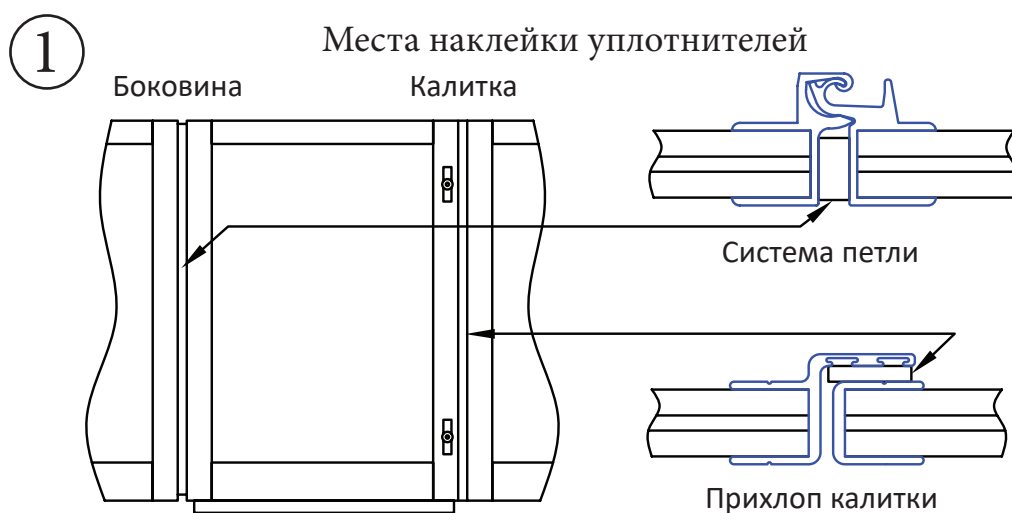 1
Места наклейки уплотнителей
Боковина
Калитка
Система петли
Прихлоп калитки